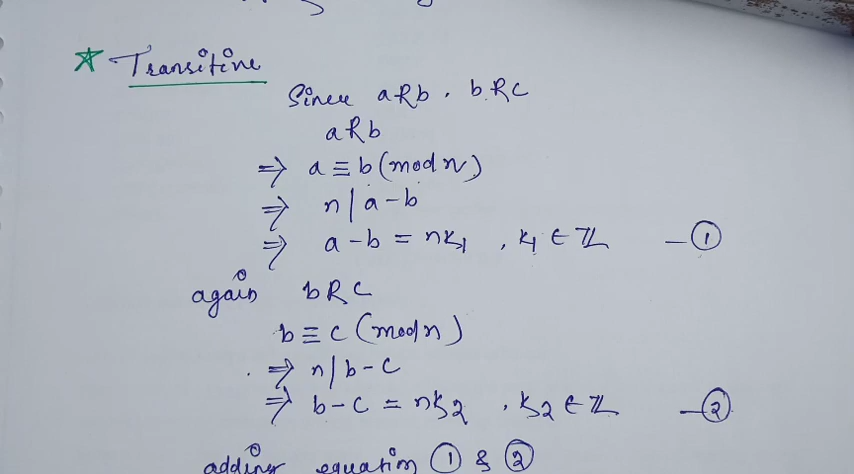 ☆ Transitive
Since aRb, bRc
aRb
⇒ a ≡ b (mod n)
⇒ n | a-b
⇒ a-b = nk₁, k₁ ∈ ℤ —①
again bRc
b ≡ c (mod n)
⇒ n | b-c
⇒ b-c = nk₂, k₂ ∈ ℤ —②
adding equation ① & ②